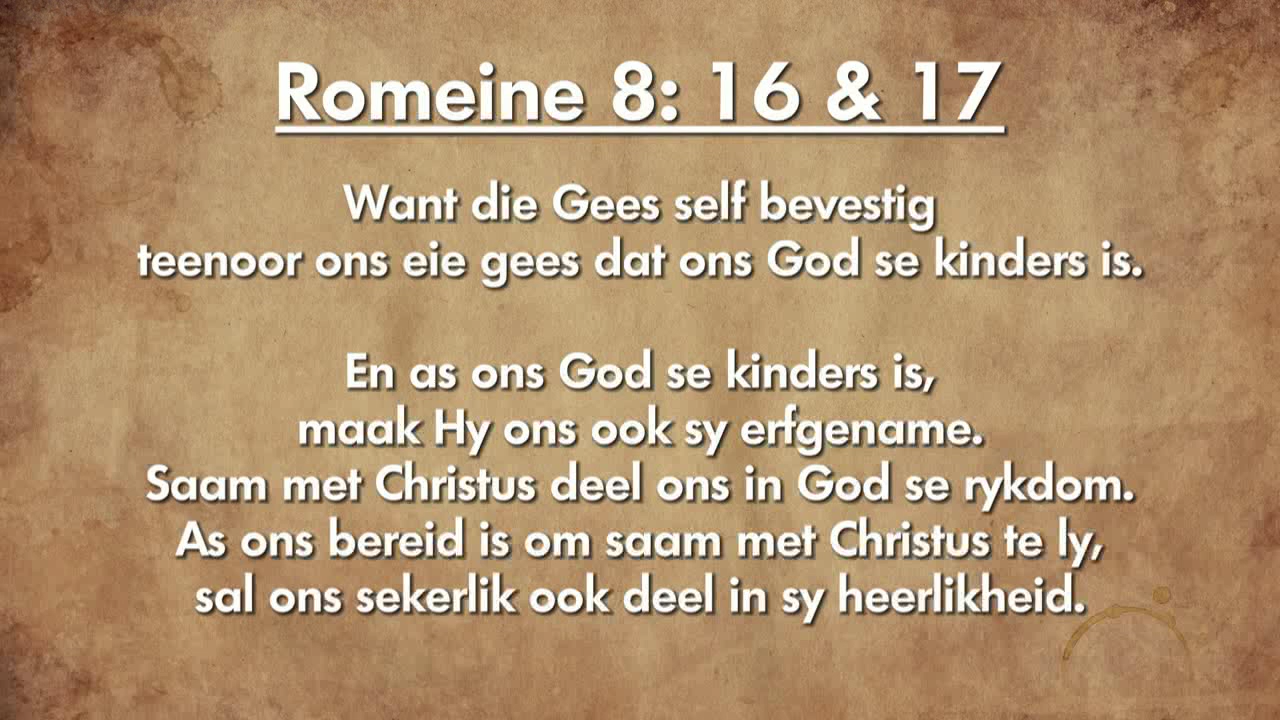 Romeine 8: 16 & 17
Want die Gees self bevestig
teenoor ons eie gees dat ons God se kinders is.
En as ons God se kinders is,
maak Hy ons ook sy erfgename.
Saam met Christus deel ons in God se rykdom.
As ons bereid is om saam met Christus te ly,
sal ons sekerlik ook deel in sy heerlikheid.